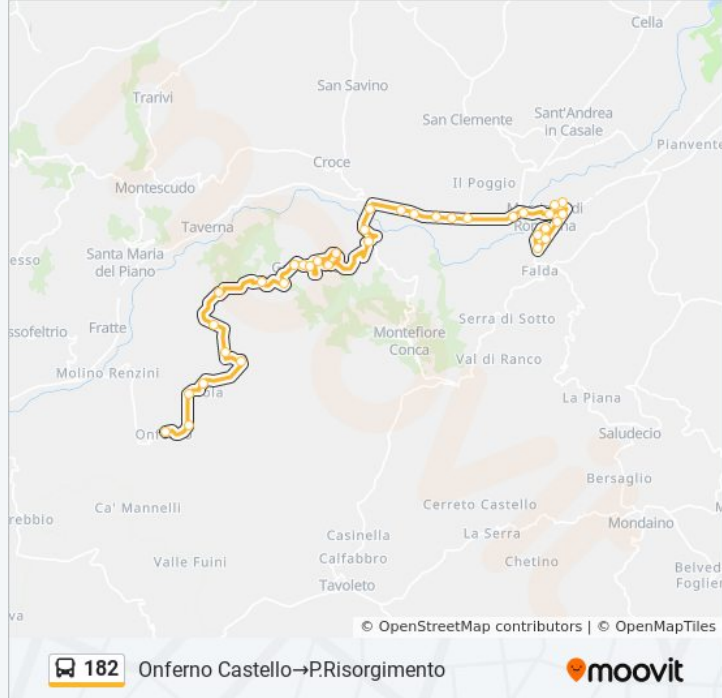 Cella
San Savino
Trarivi
Sant'Andrea
in Casale
San Clemente
Pianvente
Croce
Il Poggio
Montescudo
Taverna
Santa Maria
del Piano
esso
Falda
Serra di Sotto
ssofeltrio
Fratte
Montefiore
Conca
Val di Ranco
Molino Renzini
La Piana
Saludecio
Bersaglio
Ca' Mannelli
Cerreto Castello
rebbio
Mondaino
Casinella
La Serra
Calfabbro
Valle Fuini
Chetino
Belved
Foglier
Tavoleto
va
© OpenStreetMap contributors | © OpenMapTiles
182 Onferno Castello→P.Risorgimento
moovit